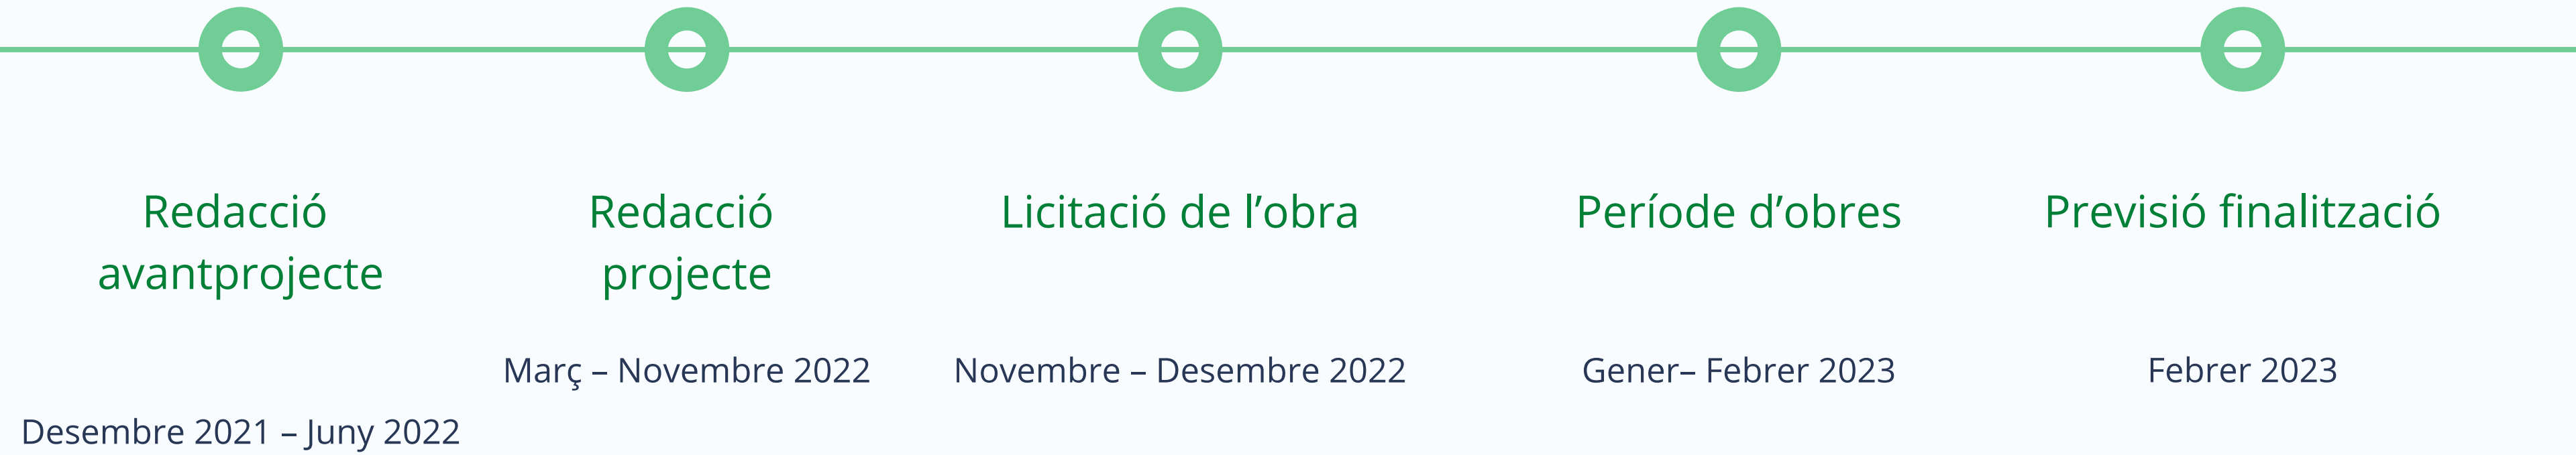 Redacció
avantprojecte
Desembre 2021 – Juny 2022
Redacció
projecte
Març – Novembre 2022
Licitació de l’obra
Novembre – Desembre 2022
Període d’obres
Gener– Febrer 2023
Previsió finalització
Febrer 2023